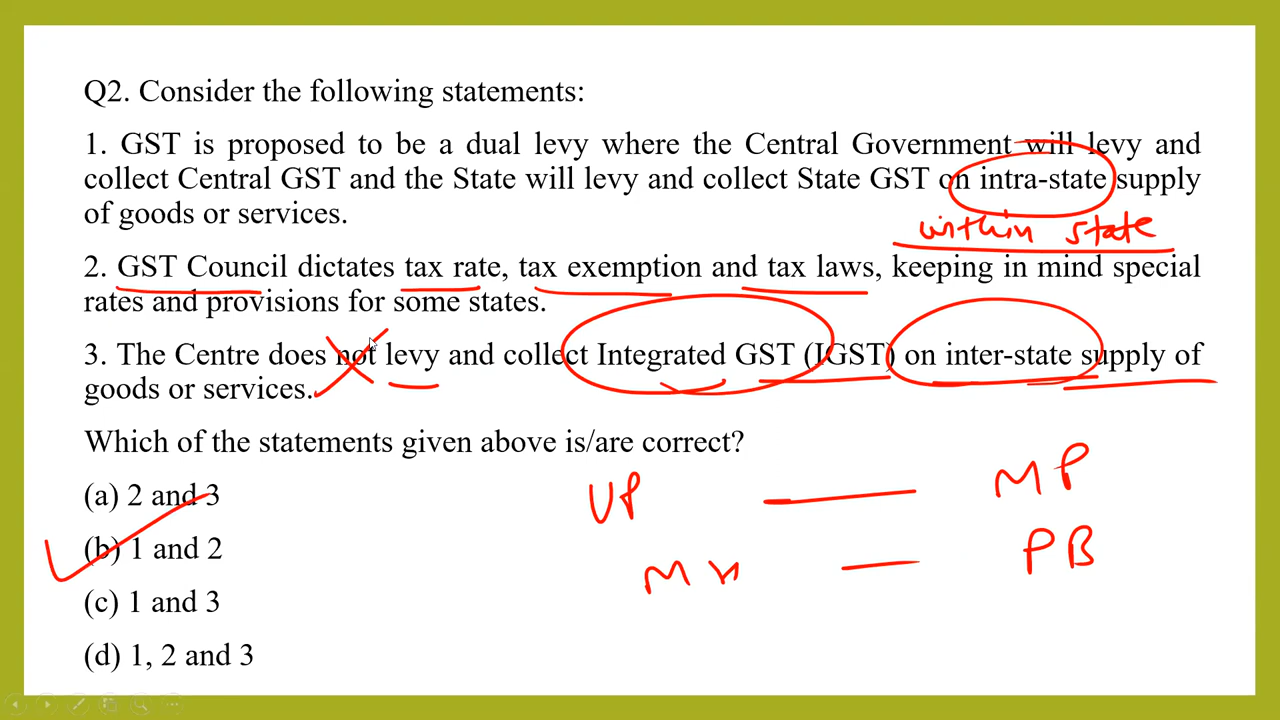 Q2. Consider the following statements:
1. GST is proposed to be a dual levy where the Central Government will levy and
collect Central GST and the State will levy and collect State GST on intra-state supply
of goods or services.
within state
2. GST Council dictates tax rate, tax exemption and tax laws, keeping in mind special
rates and provisions for some states.
3. The Centre does not levy and collect Integrated GST (IGST) on inter-state supply of
goods or services.
Which of the statements given above is/are correct?
(a) 2 and 3
UP MP
(b) 1 and 2
PB
(c) 1 and 3
(d) 1, 2 and 3